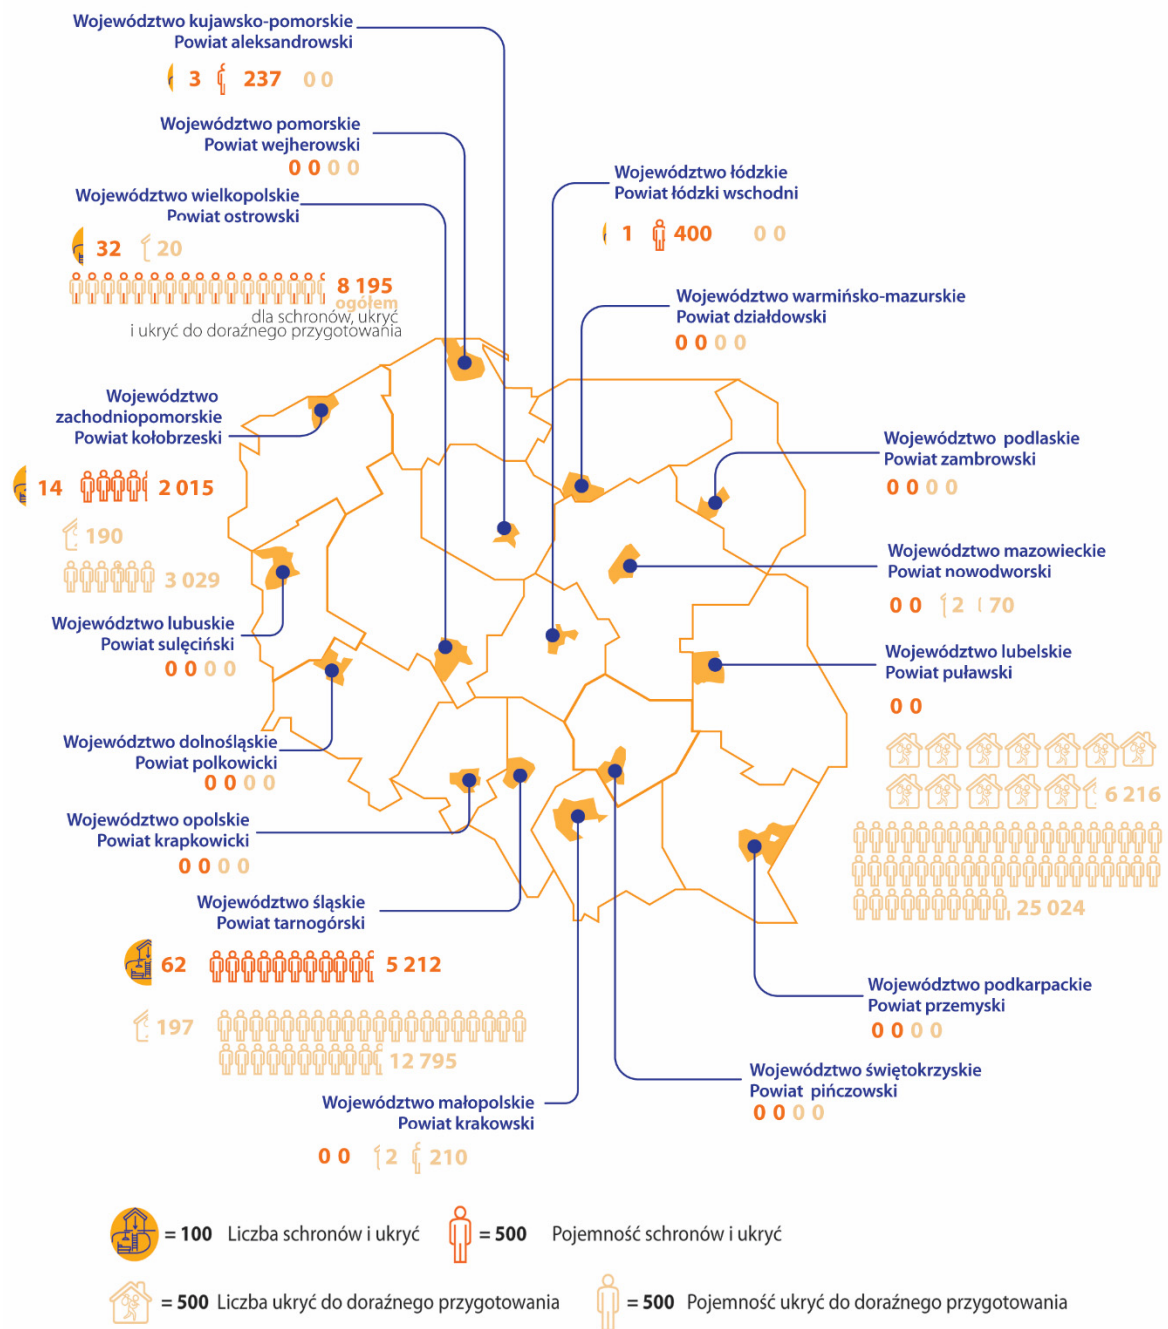 Województwo kujawsko-pomorskie
Powiat aleksandrowski
3 237 0 0
Województwo pomorskie
Powiat wejherowski
0 0 0 0
Województwo wielkopolskie
Powiat ostrowski
32 20
8 195
ogółem
dla schronów, ukryć
i ukryć do doraźnego przygotowania
Województwo łódzkie
Powiat łódzki wschodni
1 400 0 0
Województwo warmińsko-mazurskie
Powiat działdowski
0 0 0 0
Województwo
zachodniopomorskie
Powiat kołobrzeski
14 2 015
190
3 029
Województwo podlaskie
Powiat zambrowski
0 0 0 0
Województwo mazowieckie
Powiat nowodworski
0 0 2 70
Województwo lubuskie
Powiat sulęciński
0 0 0 0
Województwo lubelskie
Powiat puławski
0 0
6 216
25 024
Województwo dolnośląskie
Powiat polkowicki
0 0 0 0
Województwo opolskie
Powiat krapkowicki
0 0 0 0
Województwo śląskie
Powiat tarnogórski
62 5 212
197
12 795
Województwo podkarpackie
Powiat przemyski
0 0 0 0
Województwo świętokrzyskie
Powiat pińczowski
0 0 0 0
Województwo małopolskie
Powiat krakowski
0 0 2 210
= 100 Liczba schronów i ukryć = 500 Pojemność schronów i ukryć
= 500 Liczba ukryć do doraźnego przygotowania = 500 Pojemność ukryć do doraźnego przygotowania